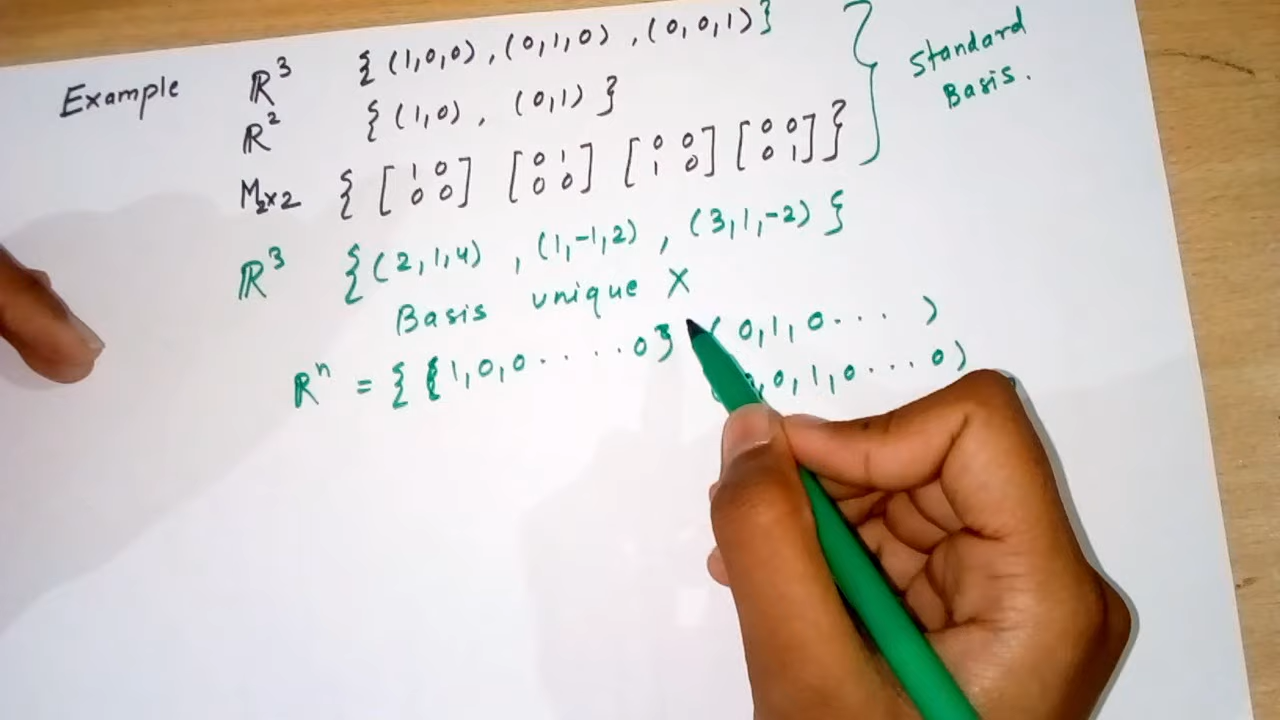 Example ℝ³ {(1,0,0), (0,1,0), (0,0,1)}
ℝ² {(1,0), (0,1)}
Standard Basis.
M₂ₓ₂ {[1 0; 0 0] [0 1; 0 0] [0 0; 1 0] [0 0; 0 1]}
ℝ³ {(2,1,4), (1,-1,2), (3,1,-2)}
Basis unique X
ℝⁿ = {{1,0,0.....0} (0,1,0... )
0,1,0...0)